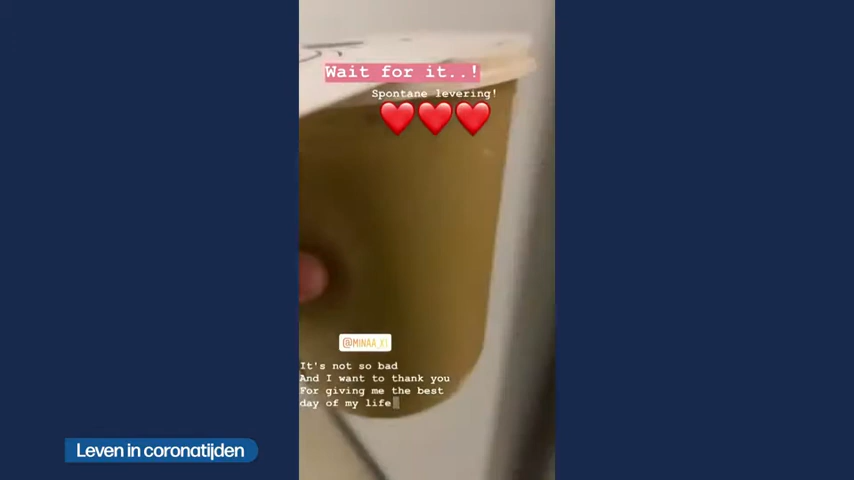 Wait for it..!
Spontane levering!
@MINAA_XI
It's not so bad
And I want to thank you
For giving me the best
day of my life
Leven in coronatijden